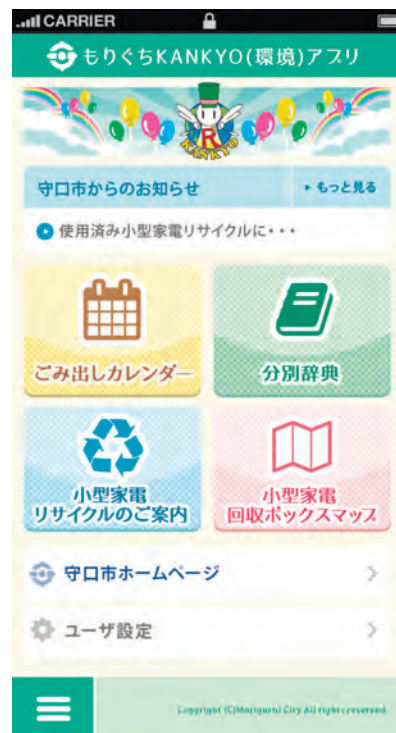 CARRIER
もりぐちKANKYO(環境)アプリ
R
KANKYO
守口市からのお知らせ
もっと見る
使用済み小型家電リサイクルに・・・
ごみ出しカレンダー
分別辞典
小型家電
リサイクルのご案内
小型家電
回収ボックスマップ
守口市ホームページ
ユーザ設定
Copyright (C)Moriguchi City All rights reserved.